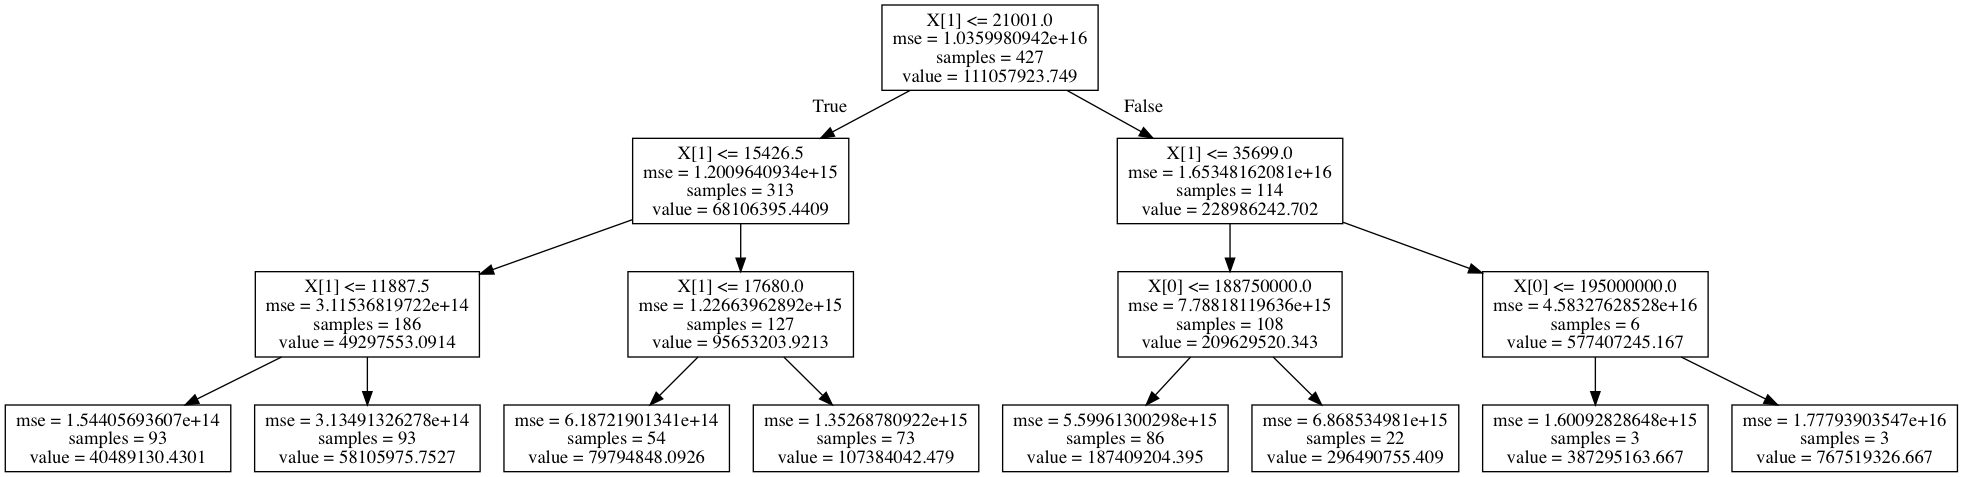 X[1] <= 21001.0
mse = 1.0359980942e+16
samples = 427
value = 111057923.749
True
False
X[1] <= 15426.5
mse = 1.2009640934e+15
samples = 313
value = 68106395.4409
X[1] <= 35699.0
mse = 1.65348162081e+16
samples = 114
value = 228986242.702
X[1] <= 11887.5
mse = 3.11536819722e+14
samples = 186
value = 49297553.0914
X[1] <= 17680.0
mse = 1.22663962892e+15
samples = 127
value = 95653203.9213
X[0] <= 188750000.0
mse = 7.78818119636e+15
samples = 108
value = 209629520.343
X[0] <= 195000000.0
mse = 4.58327628528e+16
samples = 6
value = 577407245.167
mse = 1.54405693607e+14
samples = 93
value = 40489130.4301
mse = 3.13491326278e+14
samples = 93
value = 58105975.7527
mse = 6.18721901341e+14
samples = 54
value = 79794848.0926
mse = 1.35268780922e+15
samples = 73
value = 107384042.479
mse = 5.59961300298e+15
samples = 86
value = 187409204.395
mse = 6.868534981e+15
samples = 22
value = 296490755.409
mse = 1.60092828648e+15
samples = 3
value = 387295163.667
mse = 1.77793903547e+16
samples = 3
value = 767519326.667